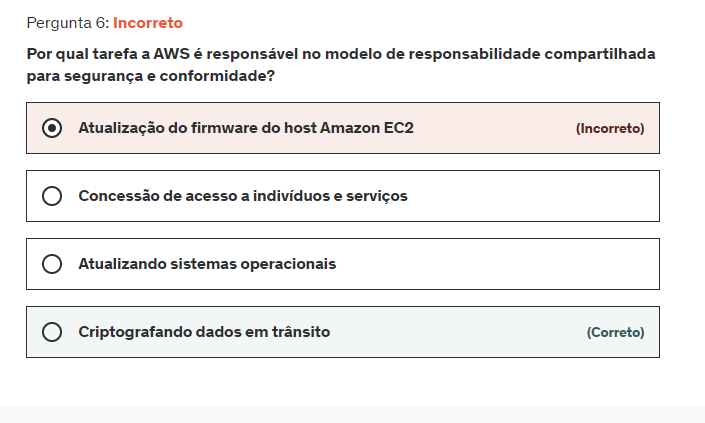 Pergunta 6: Incorreto
Por qual tarefa a AWS é responsável no modelo de responsabilidade compartilhada
para segurança e conformidade?
Atualização do firmware do host Amazon EC2 (Incorreto)
Concessão de acesso a indivíduos e serviços
Atualizando sistemas operacionais
Criptografando dados em trânsito (Correto)